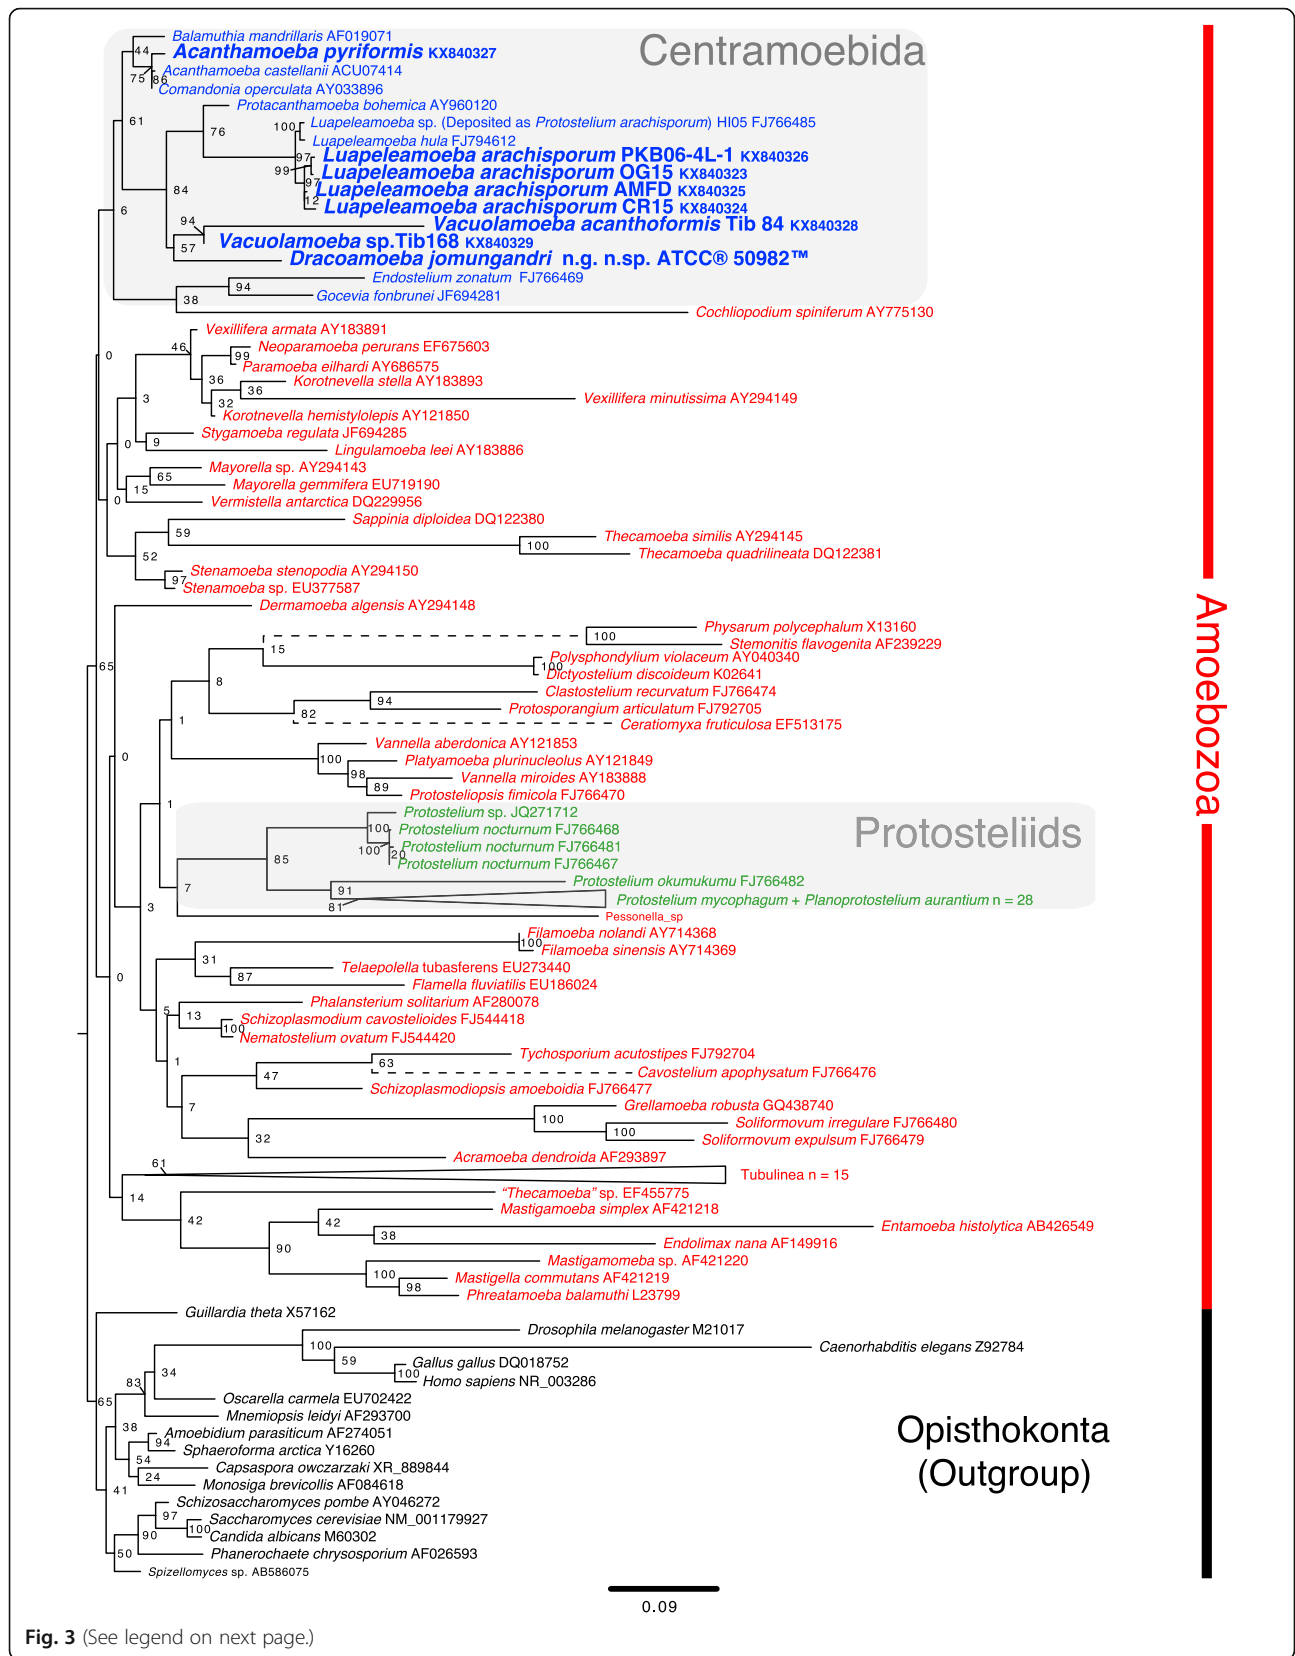 Centramoebida
Balamuthia mandrillaris AF019071
44
Acanthamoeba pyriformis KX840327
Acanthamoeba castellanii ACU07414
75
86
Comandonia operculata AY033896
Protacanthamoeba bohemica AY960120
61
76
100
Luapeleamoeba sp. (Deposited as Protostelium arachisporum) HI05 FJ766485
Luapeleamoeba hula FJ794612
97
Luapeleamoeba arachisporum PKB06-4L-1 KX840326
99
Luapeleamoeba arachisporum OG15 KX840323
97
Luapeleamoeba arachisporum AMFD KX840325
84
12
Luapeleamoeba arachisporum CR15 KX840324
6
94
Vacuolamoeba acanthoformis Tib 84 KX840328
Vacuolamoeba sp.Tib168 KX840329
57
Dracoamoeba jomungandri n.g. n.sp. ATCC® 50982™
Endostelium zonatum FJ766469
94
Gocevia fonbrunei JF694281
38
Cochliopodium spiniferum AY775130
Vexillifera armata AY183891
46
Neoparamoeba perurans EF675603
0
99
Paramoeba eilhardi AY686575
36
Korotnevella stella AY183893
36
Vexillifera minutissima AY294149
3
32
Korotnevella hemistylolepis AY121850
Stygamoeba regulata JF694285
0
9
Lingulamoeba leei AY183886
Mayorella sp. AY294143
65
Mayorella gemmifera EU719190
15
0
Vermistella antarctica DQ229956
Sappinia diploidea DQ122380
59
Thecamoeba similis AY294145
100
Thecamoeba quadrilineata DQ122381
52
Stenamoeba stenopodia AY294150
97
Stenamoeba sp. EU377587
Dermamoeba algensis AY294148
Amoebozoa
Physarum polycephalum X13160
100
Stemonitis flavogenita AF239229
15
Polysphondylium violaceum AY040340
65
100
Dictyostelium discoideum K02641
8
Clastostelium recurvatum FJ766474
94
Protosporangium articulatum FJ792705
82
1
Ceratiomyxa fruticulosa EF513175
Vannella aberdonica AY121853
0
100
Platyamoeba plurinucleolus AY121849
98
Vannella miroides AY183888
89
Protosteliopsis fimicola FJ766470
1
Protosteliids
Protostelium sp. JQ271712
100
Protostelium nocturnum FJ766468
100
Protostelium nocturnum FJ766481
20
85
Protostelium nocturnum FJ766467
7
Protostelium okumukumu FJ766482
91
81
Protostelium mycophagum + Planoprotostelium aurantium n = 28
3
Pessonella_sp
Filamoeba nolandi AY714368
100
Filamoeba sinensis AY714369
31
Telaepolella tubasferens EU273440
0
87
Flamella fluviatilis EU186024
Phalansterium solitarium AF280078
5
13
Schizoplasmodium cavostelioides FJ544418
100
Nematostelium ovatum FJ544420
Tychosporium acutostipes FJ792704
1
63
Cavostelium apophysatum FJ766476
47
Schizoplasmodiopsis amoeboidia FJ766477
7
Grellamoeba robusta GQ438740
100
Soliformovum irregulare FJ766480
100
Soliformovum expulsum FJ766479
32
Acramoeba dendroida AF293897
61
Tubulinea n = 15
14
“Thecamoeba” sp. EF455775
42
Mastigamoeba simplex AF421218
42
Entamoeba histolytica AB426549
38
Endolimax nana AF149916
90
Mastigamomeba sp. AF421220
100
Mastigella commutans AF421219
98
Phreatamoeba balamuthi L23799
Guillardia theta X57162
Drosophila melanogaster M21017
100
Caenorhabditis elegans Z92784
59
Gallus gallus DQ018752
100
Homo sapiens NR_003286
34
83
Oscarella carmela EU702422
65
Mnemiopsis leidyi AF293700
38
Amoebidium parasiticum AF274051
94
Sphaeroforma arctica Y16260
54
Capsaspora owczarzaki XR_889844
24
Monosiga brevicollis AF084618
41
Opisthokonta
(Outgroup)
Schizosaccharomyces pombe AY046272
97
Saccharomyces cerevisiae NM_001179927
100
90
Candida albicans M60302
50
Phanerochaete chrysosporium AF026593
Spizellomyces sp. AB586075
0.09
Fig. 3 (See legend on next page.)